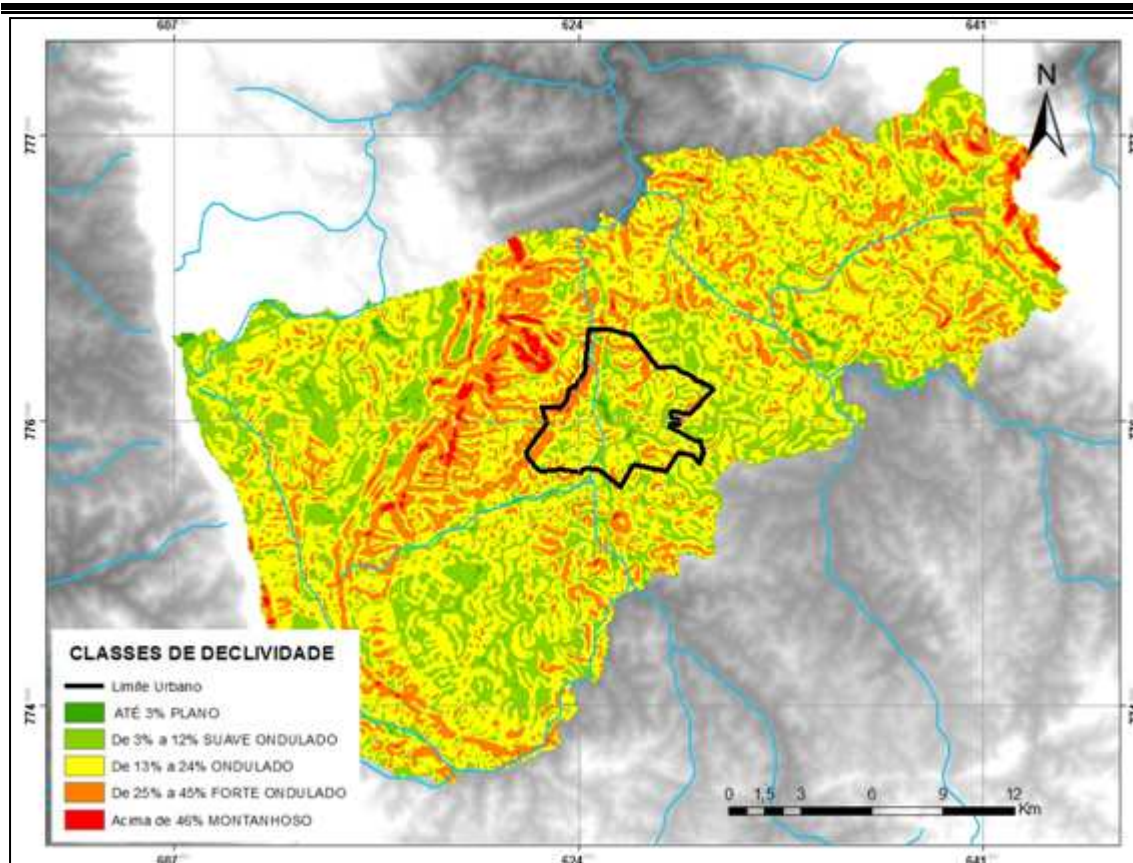 607 624 641
N
777
776 776
CLASSES DE DECLIVIDADE
Limite Urbano
ATÉ 3% PLANO
De 3% a 12% SUAVE ONDULADO
De 13% a 24% ONDULADO
De 25% a 45% FORTE ONDULADO
Acima de 46% MONTANHOSO
774 774
0 1,5 3 6 9 12
Km
607 624 641